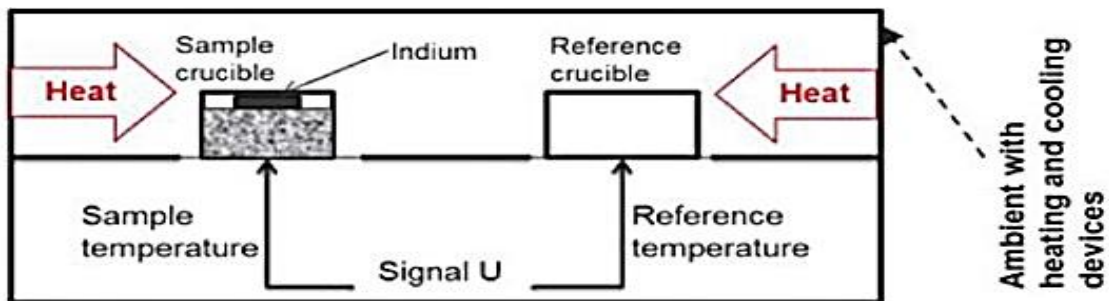 Sample
crucible
Indium
Reference
crucible
Heat
Heat
Sample
temperature
Reference
temperature
Signal U
Ambient with
heating and cooling
devices